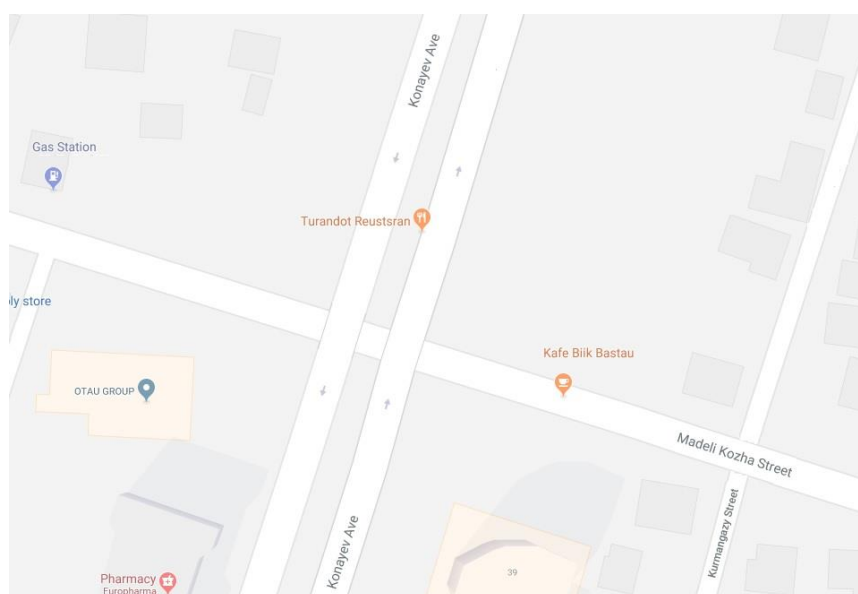 Konayev Ave
Gas Station
Turandot Reustsran
ly store
Kafe Biik Bastau
OTAU GROUP
Madeli Kozha Street
Kurmangazy Street
Konayev Ave
39
Pharmacy
Europharma